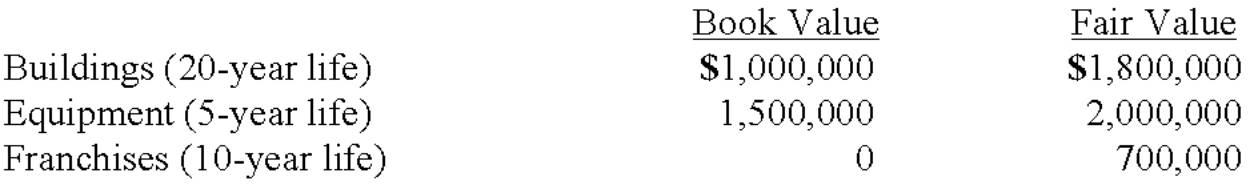 Book Value Fair Value
Buildings (20-year life) $1,000,000 $1,800,000
Equipment (5-year life) 1,500,000 2,000,000
Franchises (10-year life) 0 700,000